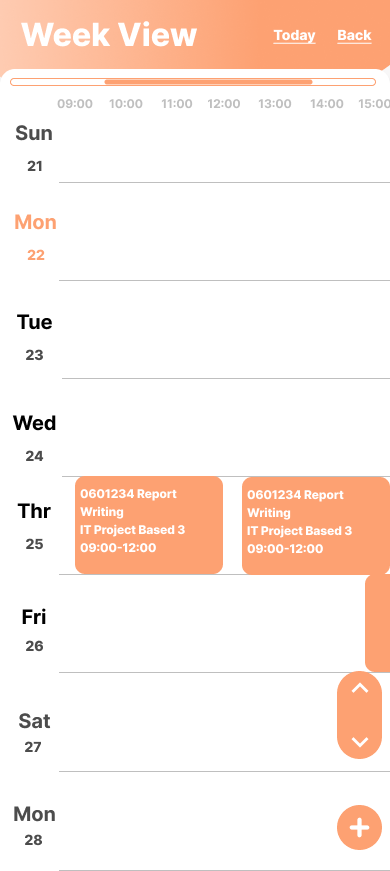 Week View
Today Back
09:00 10:00 11:00 12:00 13:00 14:00 15:00
Sun
21
Mon
22
Tue
23
Wed
24
Thr
25
0601234 Report
Writing
IT Project Based 3
09:00-12:00
0601234 Report
Writing
IT Project Based 3
09:00-12:00
Fri
26
Sat
27
Mon
28